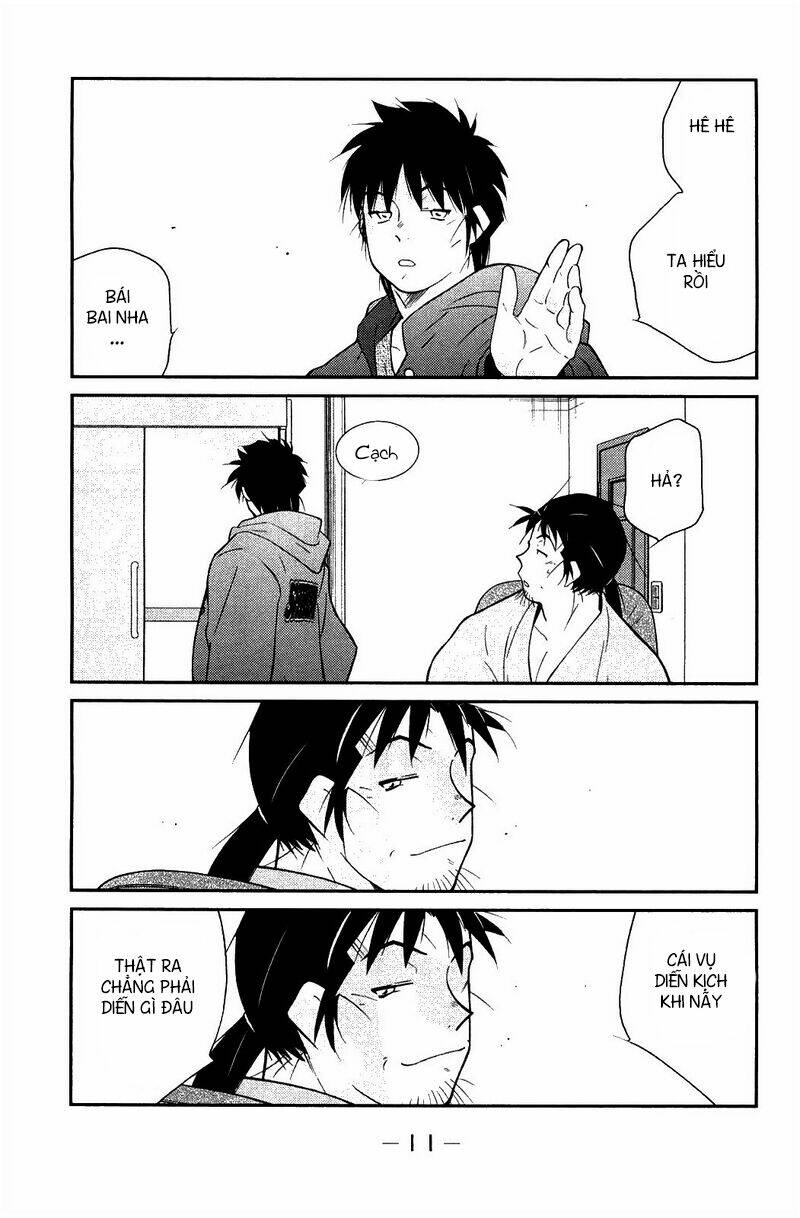 HÊ HÊ
TA HIỂU
RỒI
BÁI
BAI NHA
...
Cạch
HẢ?
CÁI VỤ
DIỄN KỊCH
KHI NÃY
THẬT RA
CHẲNG PHẢI
DIỄN GÌ ĐÂU
— 11 —